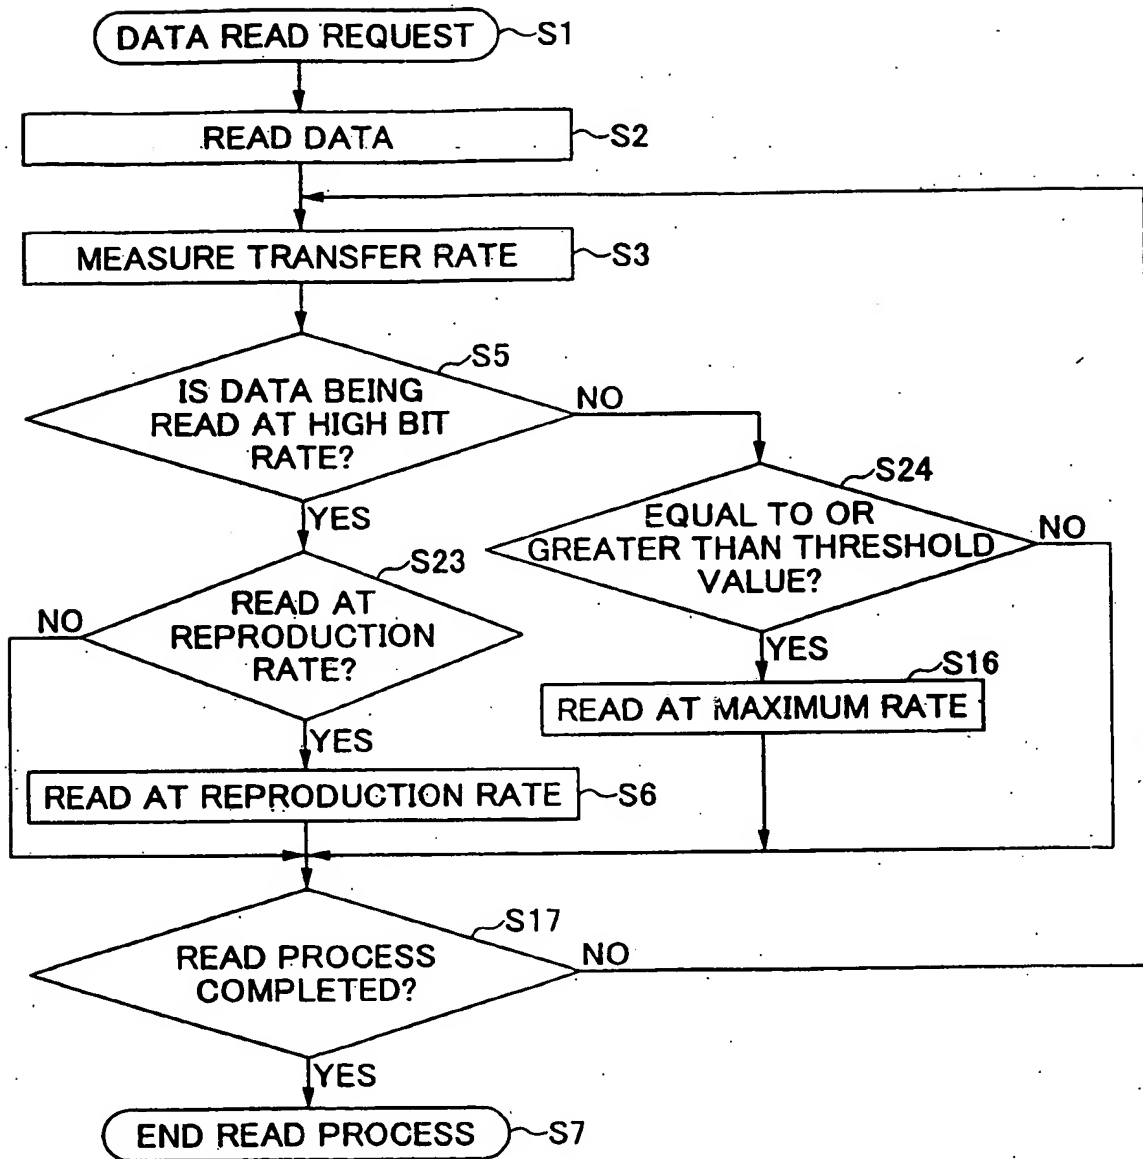 DATA READ REQUEST
S1
READ DATA
S2
MEASURE TRANSFER RATE
S3
S5
IS DATA BEING
READ AT HIGH BIT
RATE?
NO
YES
S24
EQUAL TO OR
GREATER THAN THRESHOLD
VALUE?
NO
YES
S23
READ AT
REPRODUCTION
RATE?
NO
YES
S16
READ AT MAXIMUM RATE
READ AT REPRODUCTION RATE
S6
S17
READ PROCESS
COMPLETED?
NO
YES
END READ PROCESS
S7